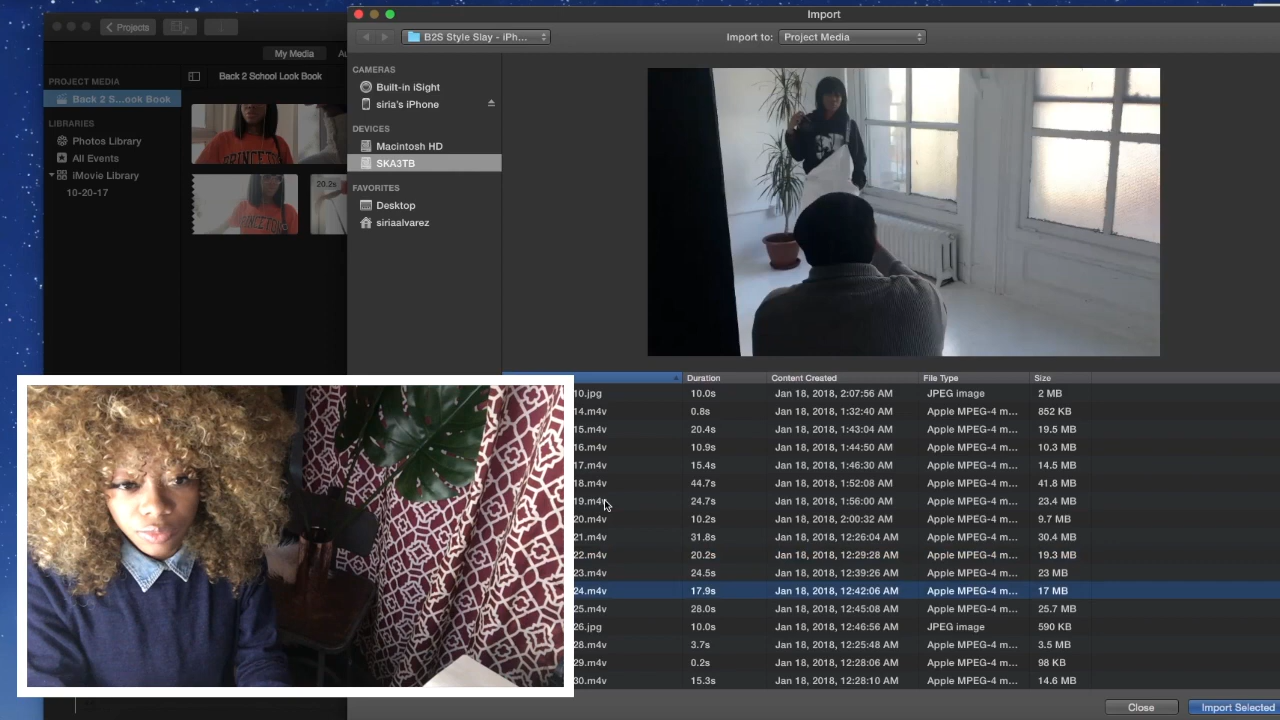 Import
Projects
B2S Style Slay - iPh...
Import to:
Project Media
My Media
Au
PROJECT MEDIA
Back 2 School Look Book
Back 2 S...ook Book
LIBRARIES
Photos Library
All Events
iMovie Library
10-20-17
PRINCETON
PRINCETON
20.2s
CAMERAS
Built-in iSight
siria's iPhone
DEVICES
Macintosh HD
SKA3TB
FAVORITES
Desktop
siriaalvarez
Duration Content Created File Type Size
10.jpg 10.0s Jan 18, 2018, 2:07:56 AM JPEG image 2 MB
14.m4v 0.8s Jan 18, 2018, 1:32:40 AM Apple MPEG-4 m... 852 KB
15.m4v 20.4s Jan 18, 2018, 1:43:04 AM Apple MPEG-4 m... 19.5 MB
16.m4v 10.9s Jan 18, 2018, 1:44:50 AM Apple MPEG-4 m... 10.3 MB
17.m4v 15.4s Jan 18, 2018, 1:46:30 AM Apple MPEG-4 m... 14.5 MB
18.m4v 44.7s Jan 18, 2018, 1:52:08 AM Apple MPEG-4 m... 41.8 MB
19.m4v 24.7s Jan 18, 2018, 1:56:00 AM Apple MPEG-4 m... 23.4 MB
20.m4v 10.2s Jan 18, 2018, 2:00:32 AM Apple MPEG-4 m... 9.7 MB
21.m4v 31.8s Jan 18, 2018, 12:26:04 AM Apple MPEG-4 m... 30.4 MB
22.m4v 20.2s Jan 18, 2018, 12:29:28 AM Apple MPEG-4 m... 19.3 MB
23.m4v 24.5s Jan 18, 2018, 12:39:26 AM Apple MPEG-4 m... 23 MB
24.m4v 17.9s Jan 18, 2018, 12:42:06 AM Apple MPEG-4 m... 17 MB
25.m4v 28.0s Jan 18, 2018, 12:45:08 AM Apple MPEG-4 m... 25.7 MB
26.jpg 10.0s Jan 18, 2018, 12:46:56 AM JPEG image 590 KB
28.m4v 3.7s Jan 18, 2018, 12:25:48 AM Apple MPEG-4 m... 3.5 MB
29.m4v 0.2s Jan 18, 2018, 12:28:06 AM Apple MPEG-4 m... 98 KB
30.m4v 15.3s Jan 18, 2018, 12:28:10 AM Apple MPEG-4 m... 14.6 MB
Close
Import Selected